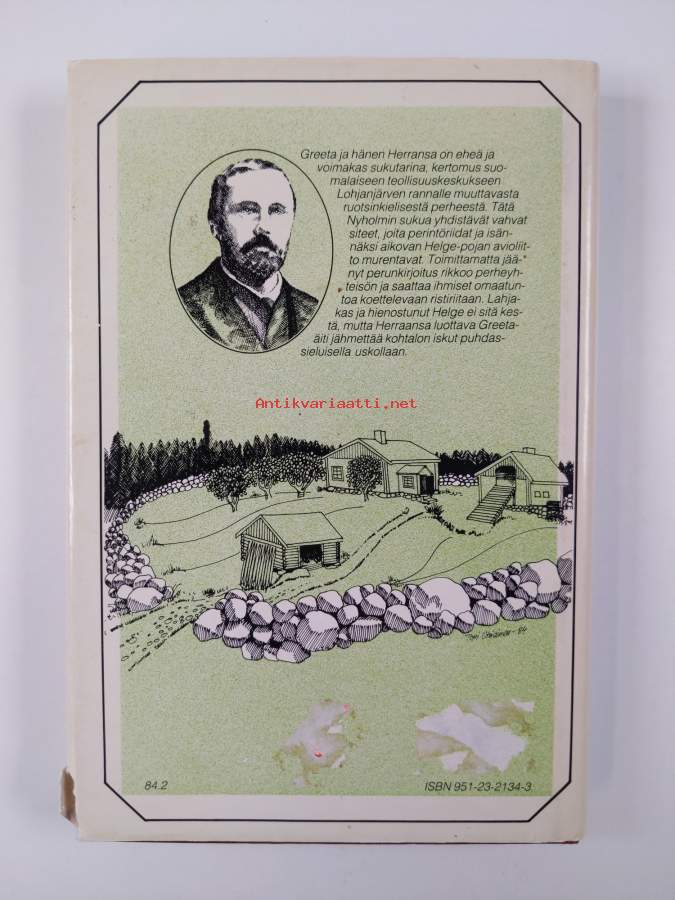 Greeta ja hänen Herransa on eheä ja
voimakas sukutarina, kertomus suo-
malaiseen teollisuuskeskukseen
Lohjanjärven rannalle muuttavasta
ruotsinkielisestä perheestä. Tätä
Nyholmin sukua yhdistävät vahvat
siteet, joita perintöriidat ja isän-
näksi aikovan Helge-pojan avioliit-
to murentavat. Toimittamatta jää-
nyt perunkirjoitus rikkoo perheyh-
teisön ja saattaa ihmiset omaatun-
toa koettelevaan ristiriitaan. Lahja-
kas ja hienostunut Helge ei sitä kes-
tä, mutta Herraansa luottava Greeta-
äiti jähmettää kohtalon iskut puhdas-
sieluisella uskollaan.
Antikvariaatti.net
84.2
ISBN 951-23-2134-3